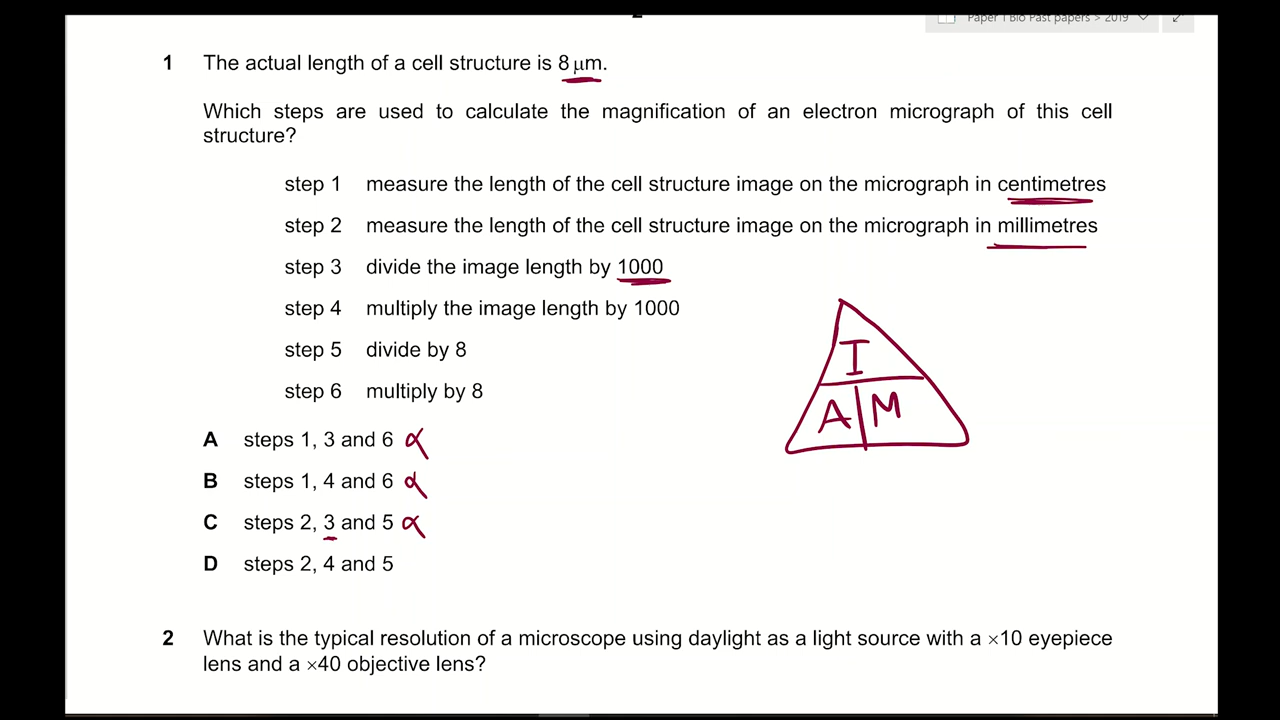 Paper 1 Bio Past papers > 2019
1 The actual length of a cell structure is 8 μm.
Which steps are used to calculate the magnification of an electron micrograph of this cell
structure?
step 1 measure the length of the cell structure image on the micrograph in centimetres
step 2 measure the length of the cell structure image on the micrograph in millimetres
step 3 divide the image length by 1000
step 4 multiply the image length by 1000
step 5 divide by 8
step 6 multiply by 8
I
A M
A steps 1, 3 and 6
B steps 1, 4 and 6
C steps 2, 3 and 5
D steps 2, 4 and 5
2 What is the typical resolution of a microscope using daylight as a light source with a ×10 eyepiece
lens and a ×40 objective lens?